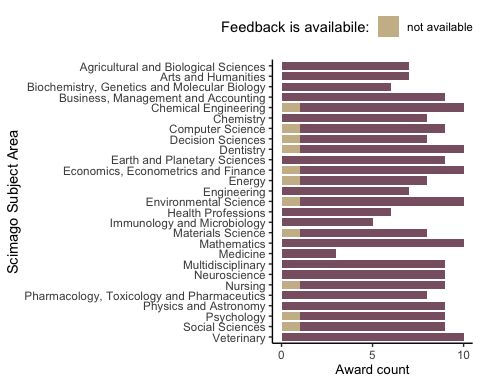 Feedback is availabile: not available
Agricultural and Biological Sciences
Arts and Humanities
Biochemistry, Genetics and Molecular Biology
Business, Management and Accounting
Chemical Engineering
Chemistry
Computer Science
Decision Sciences
Dentistry
Earth and Planetary Sciences
Economics, Econometrics and Finance
Energy
Engineering
Environmental Science
Health Professions
Immunology and Microbiology
Materials Science
Mathematics
Medicine
Multidisciplinary
Neuroscience
Nursing
Pharmacology, Toxicology and Pharmaceutics
Physics and Astronomy
Psychology
Social Sciences
Veterinary
Scimago Subject Area
0 5 10
Award count